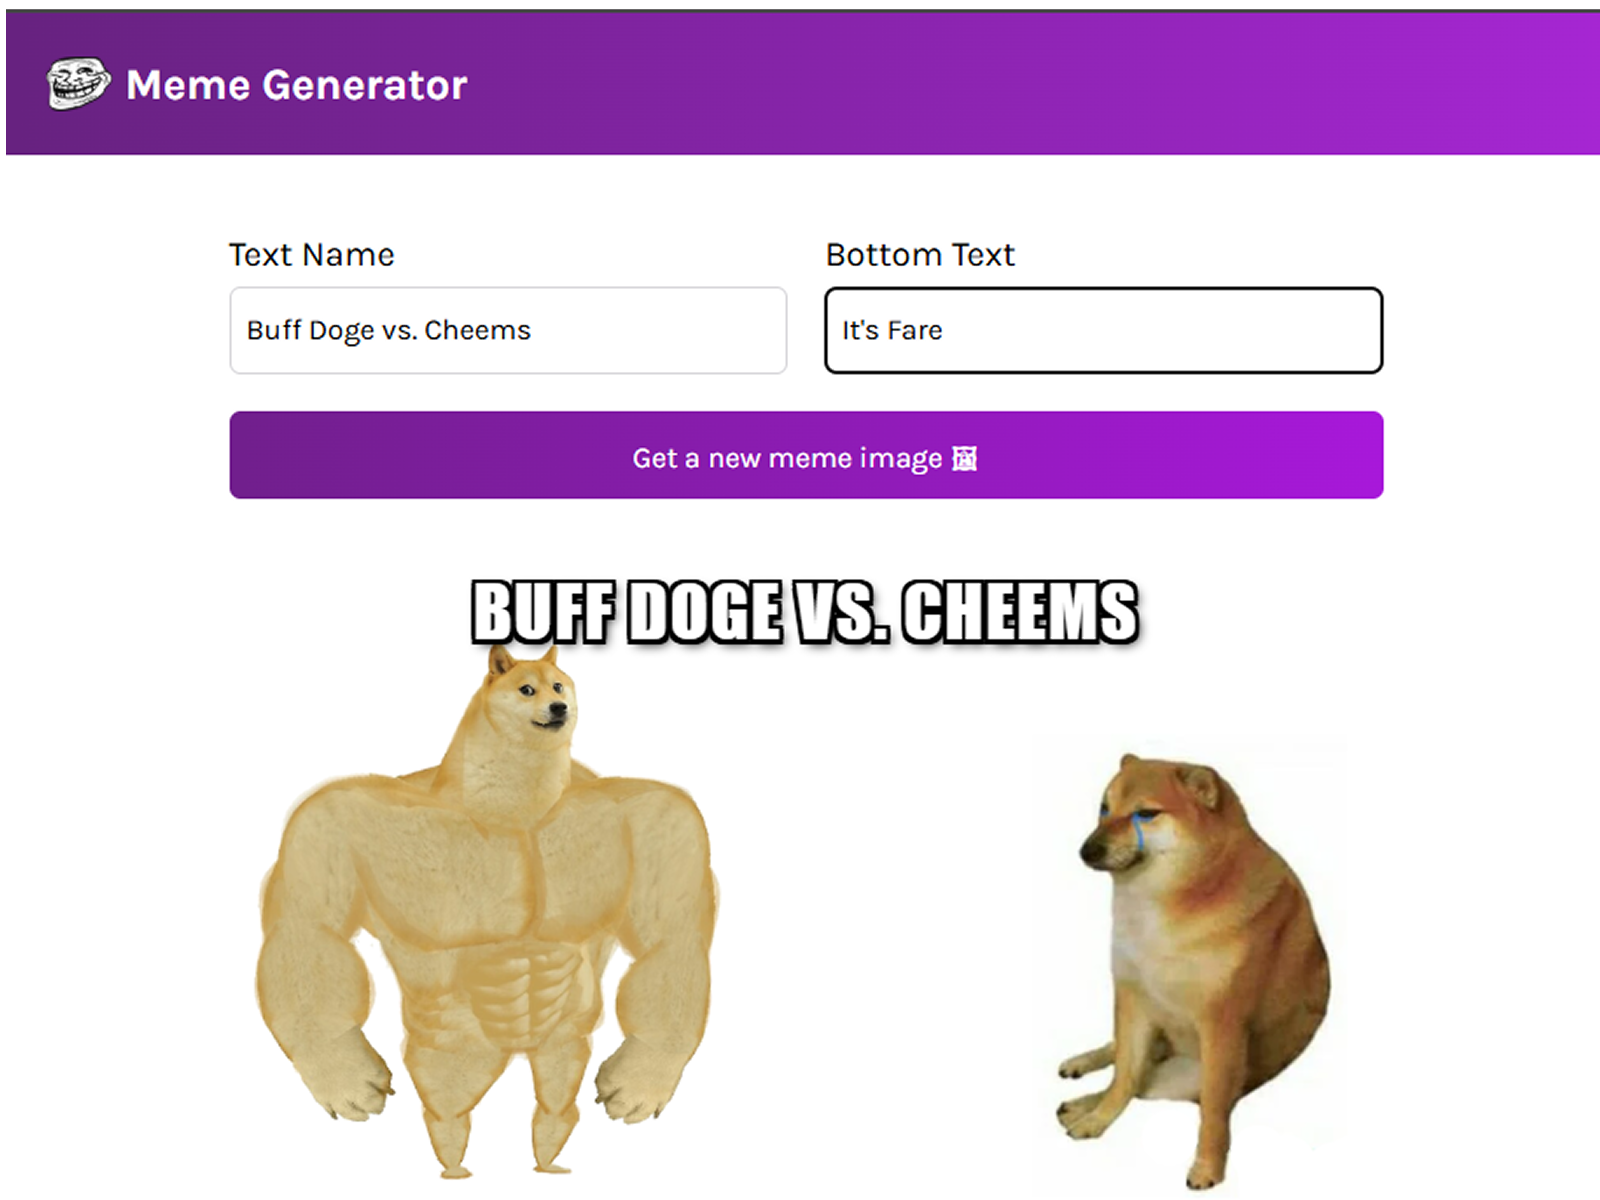 Meme Generator
Text Name
Bottom Text
Buff Doge vs. Cheems
It's Fare
Get a new meme image 🖼
BUFF DOGE VS. CHEEMS